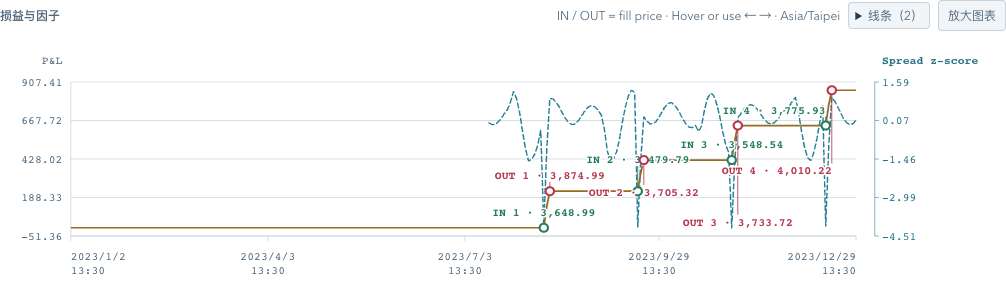 损益与因子
IN / OUT = fill price · Hover or use ←→ · Asia/Taipei
▶ 线条（2）
放大图表
P&L
Spread z-score
907.41
667.72
428.02
188.33
-51.36
1.59
0.07
-1.46
-2.99
-4.51
IN 4 · 3,775.93
IN 3 · 3,548.54
IN 2 · 3,479.79
OUT 4 · 4,010.22
OUT 1 · 3,874.99
OUT 2 · 3,705.32
IN 1 · 3,648.99
OUT 3 · 3,733.72
2023/1/2
13:30
2023/4/3
13:30
2023/7/3
13:30
2023/9/29
13:30
2023/12/29
13:30